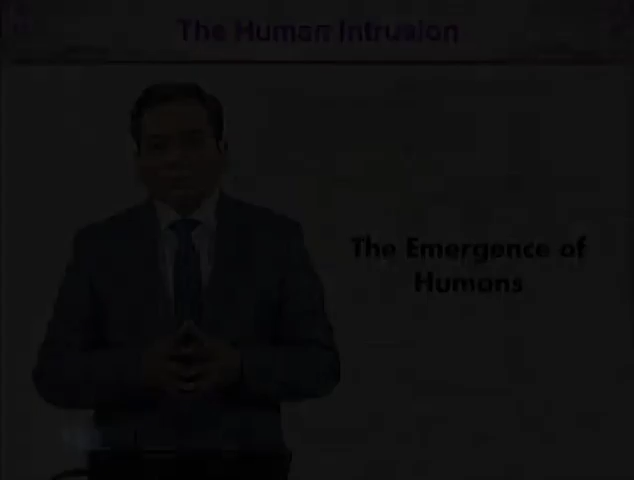 The Human Intrusion
The Emergence of
Humans